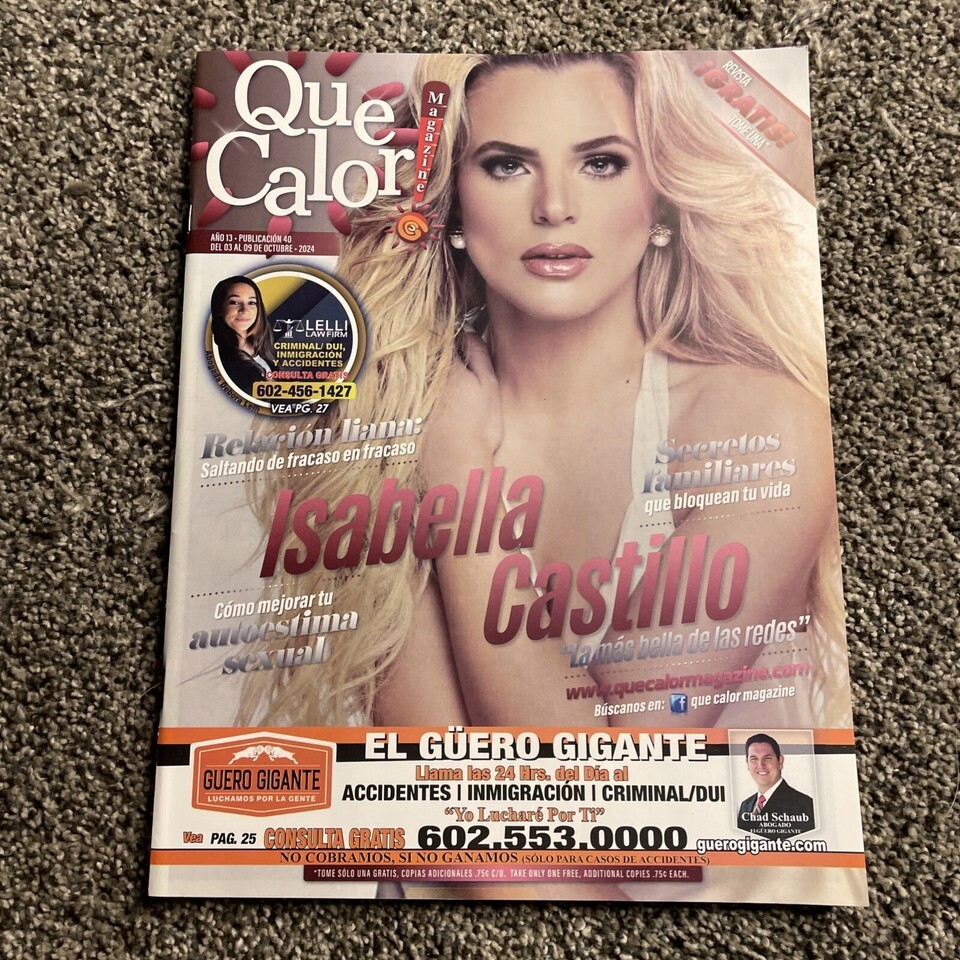 Que
Calor!
Magazine
REVISTA
¡GRATIS!
TOME UNA*
AÑO 13 • PUBLICACIÓN 40
DEL 03 AL 09 DE OCTUBRE • 2024
LELLI
LAW FIRM
CRIMINAL/ DUI,
INMIGRACIÓN
Y ACCIDENTES
CONSULTA GRATIS
602-456-1427
VEA PG. 27
Relación liana:
Saltando de fracaso en fracaso
Secretos
familiares
que bloquean tu vida
Isabella
Castillo
"La más bella de las redes"
Cómo mejorar tu
autoestima
sexual
www.quecalormagazine.com
Búscanos en: f que calor magazine
EL GÜERO GIGANTE
GUERO GIGANTE
LUCHAMOS POR LA GENTE
Llama las 24 Hrs. del Día al
ACCIDENTES | INMIGRACIÓN | CRIMINAL/DUI
"Yo Lucharé Por Ti"
Chad Schaub
ABOGADO
EL GÜERO GIGANTE
Vea PAG. 25 CONSULTA GRATIS 602.553.0000 guerogigante.com
NO COBRAMOS, SI NO GANAMOS (SÓLO PARA CASOS DE ACCIDENTES)
*TOME SÓLO UNA GRATIS, COPIAS ADICIONALES .75¢ C/U. TAKE ONLY ONE FREE, ADDITIONAL COPIES .75¢ EACH.